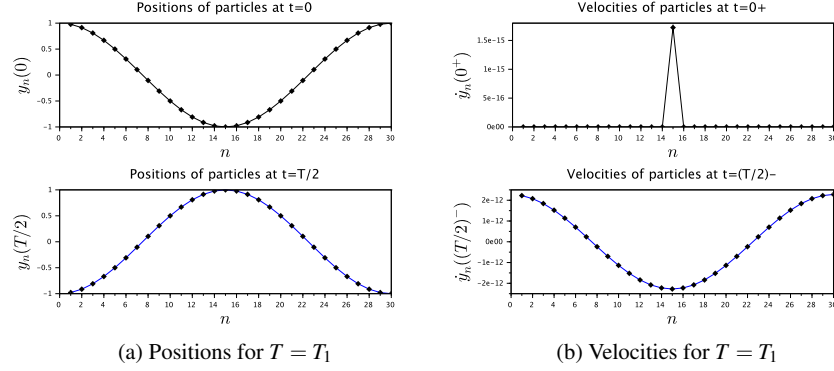 Positions of particles at t=0
1
0.5
0
−0.5
−1
y_n(0)
0 2 4 6 8 10 12 14 16 18 20 22 24 26 28 30
n
Positions of particles at t=T/2
1
0.5
0
−0.5
−1
y_n(T/2)
0 2 4 6 8 10 12 14 16 18 20 22 24 26 28 30
n
(a) Positions for T = T₁
Velocities of particles at t=0+
1.5e-15
1e-15
5e-16
0e00
ẏ_n(0⁺)
0 2 4 6 8 10 12 14 16 18 20 22 24 26 28 30
n
Velocities of particles at t=(T/2)−
2e-12
1e-12
0e00
−1e-12
−2e-12
ẏ_n((T/2)⁻)
0 2 4 6 8 10 12 14 16 18 20 22 24 26 28 30
n
(b) Velocities for T = T₁